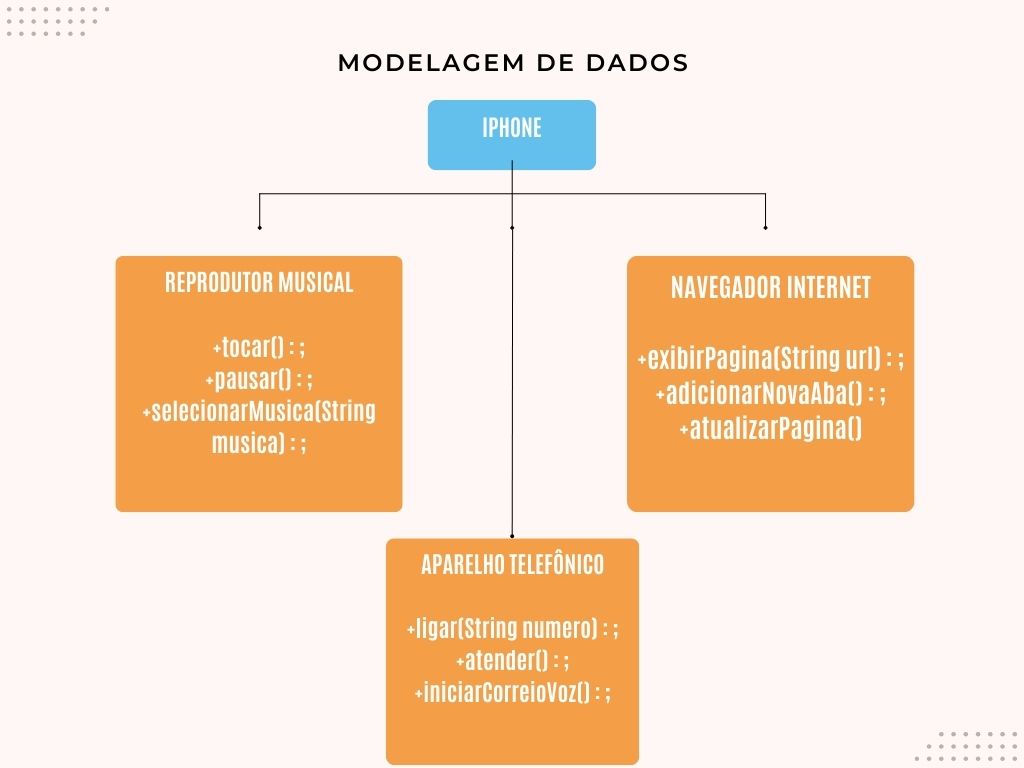 MODELAGEM DE DADOS
IPHONE
REPRODUTOR MUSICAL
+tocar() : ;
+pausar() : ;
+selecionarMusica(String
musica) : ;
NAVEGADOR INTERNET
+exibirPagina(String url) : ;
+adicionarNovaAba() : ;
+atualizarPagina()
APARELHO TELEFÔNICO
+ligar(String numero) : ;
+atender() : ;
+iniciarCorreioVoz() : ;